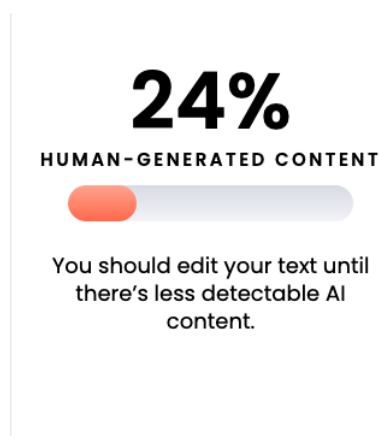 24%
HUMAN-GENERATED CONTENT
You should edit your text until
there's less detectable AI
content.